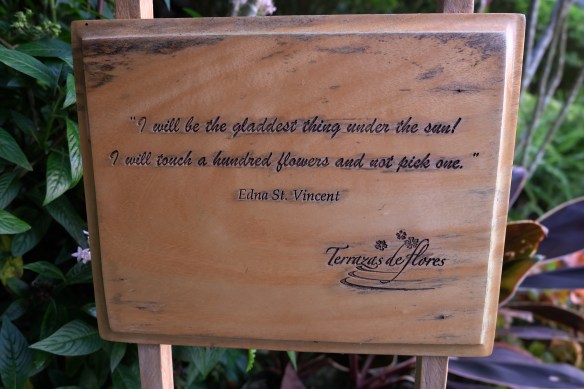 "I will be the gladdest thing under the sun!
I will touch a hundred flowers and not pick one. "
Edna St. Vincent
Terrazas de flores